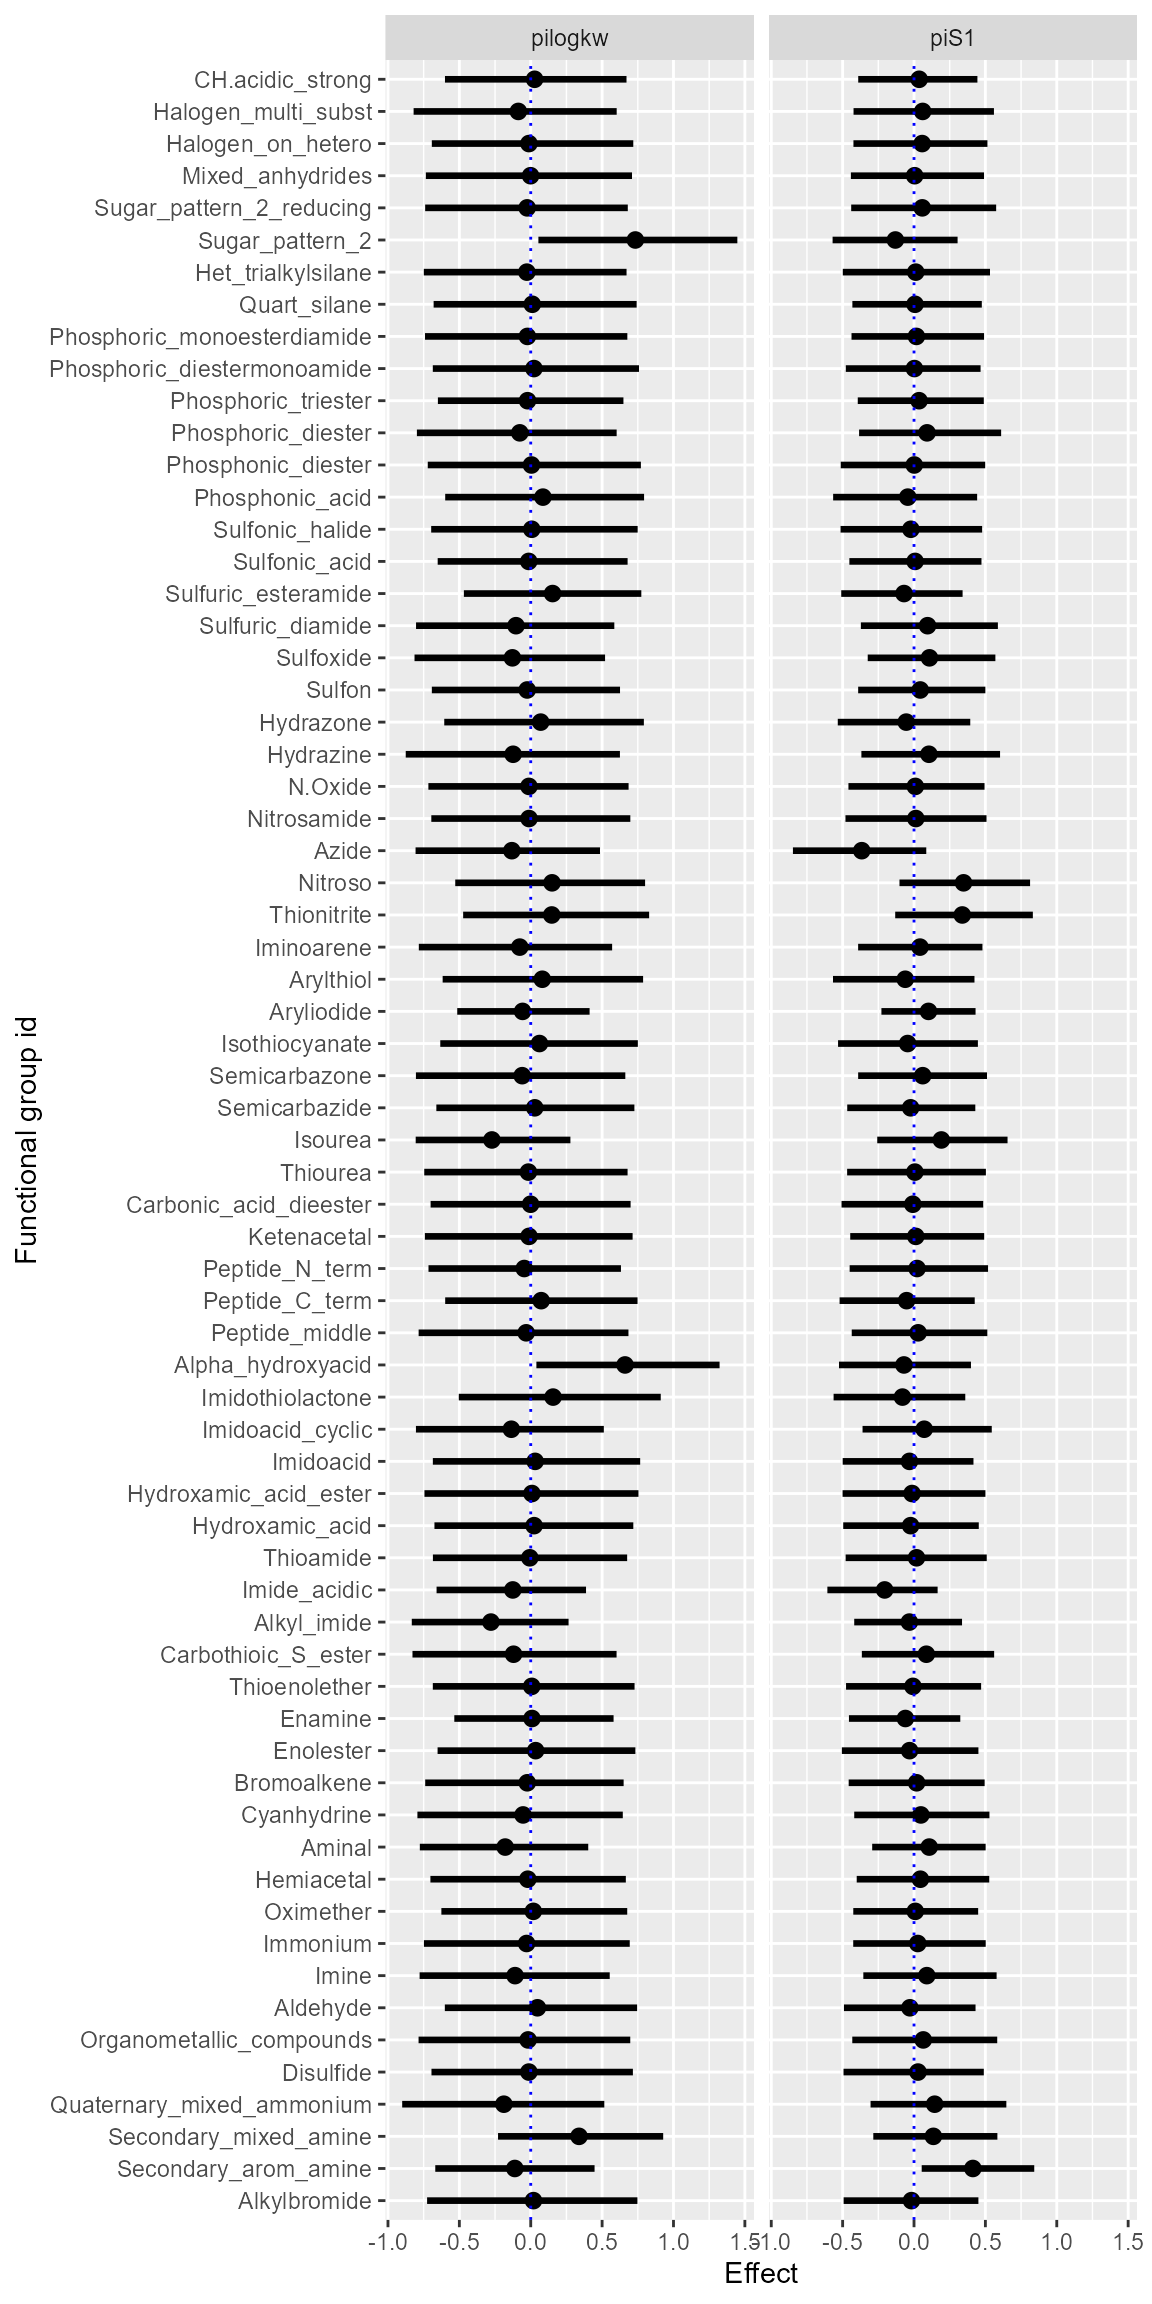 pilogkw piS1
CH.acidic_strong
Halogen_multi_subst
Halogen_on_hetero
Mixed_anhydrides
Sugar_pattern_2_reducing
Sugar_pattern_2
Het_trialkylsilane
Quart_silane
Phosphoric_monoesterdiamide
Phosphoric_diestermonoamide
Phosphoric_triester
Phosphoric_diester
Phosphonic_diester
Phosphonic_acid
Sulfonic_halide
Sulfonic_acid
Sulfuric_esteramide
Sulfuric_diamide
Sulfoxide
Sulfon
Hydrazone
Hydrazine
N.Oxide
Nitrosamide
Azide
Nitroso
Thionitrite
Iminoarene
Arylthiol
Aryliodide
Isothiocyanate
Semicarbazone
Semicarbazide
Isourea
Thiourea
Carbonic_acid_dieester
Ketenacetal
Peptide_N_term
Peptide_C_term
Peptide_middle
Alpha_hydroxyacid
Imidothiolactone
Imidoacid_cyclic
Imidoacid
Hydroxamic_acid_ester
Hydroxamic_acid
Thioamide
Imide_acidic
Alkyl_imide
Carbothioic_S_ester
Thioenolether
Enamine
Enolester
Bromoalkene
Cyanhydrine
Aminal
Hemiacetal
Oximether
Immonium
Imine
Aldehyde
Organometallic_compounds
Disulfide
Quaternary_mixed_ammonium
Secondary_mixed_amine
Secondary_arom_amine
Alkylbromide
Functional group id
-1.0 -0.5 0.0 0.5 1.0 1.5 -1.0 -0.5 0.0 0.5 1.0 1.5
Effect